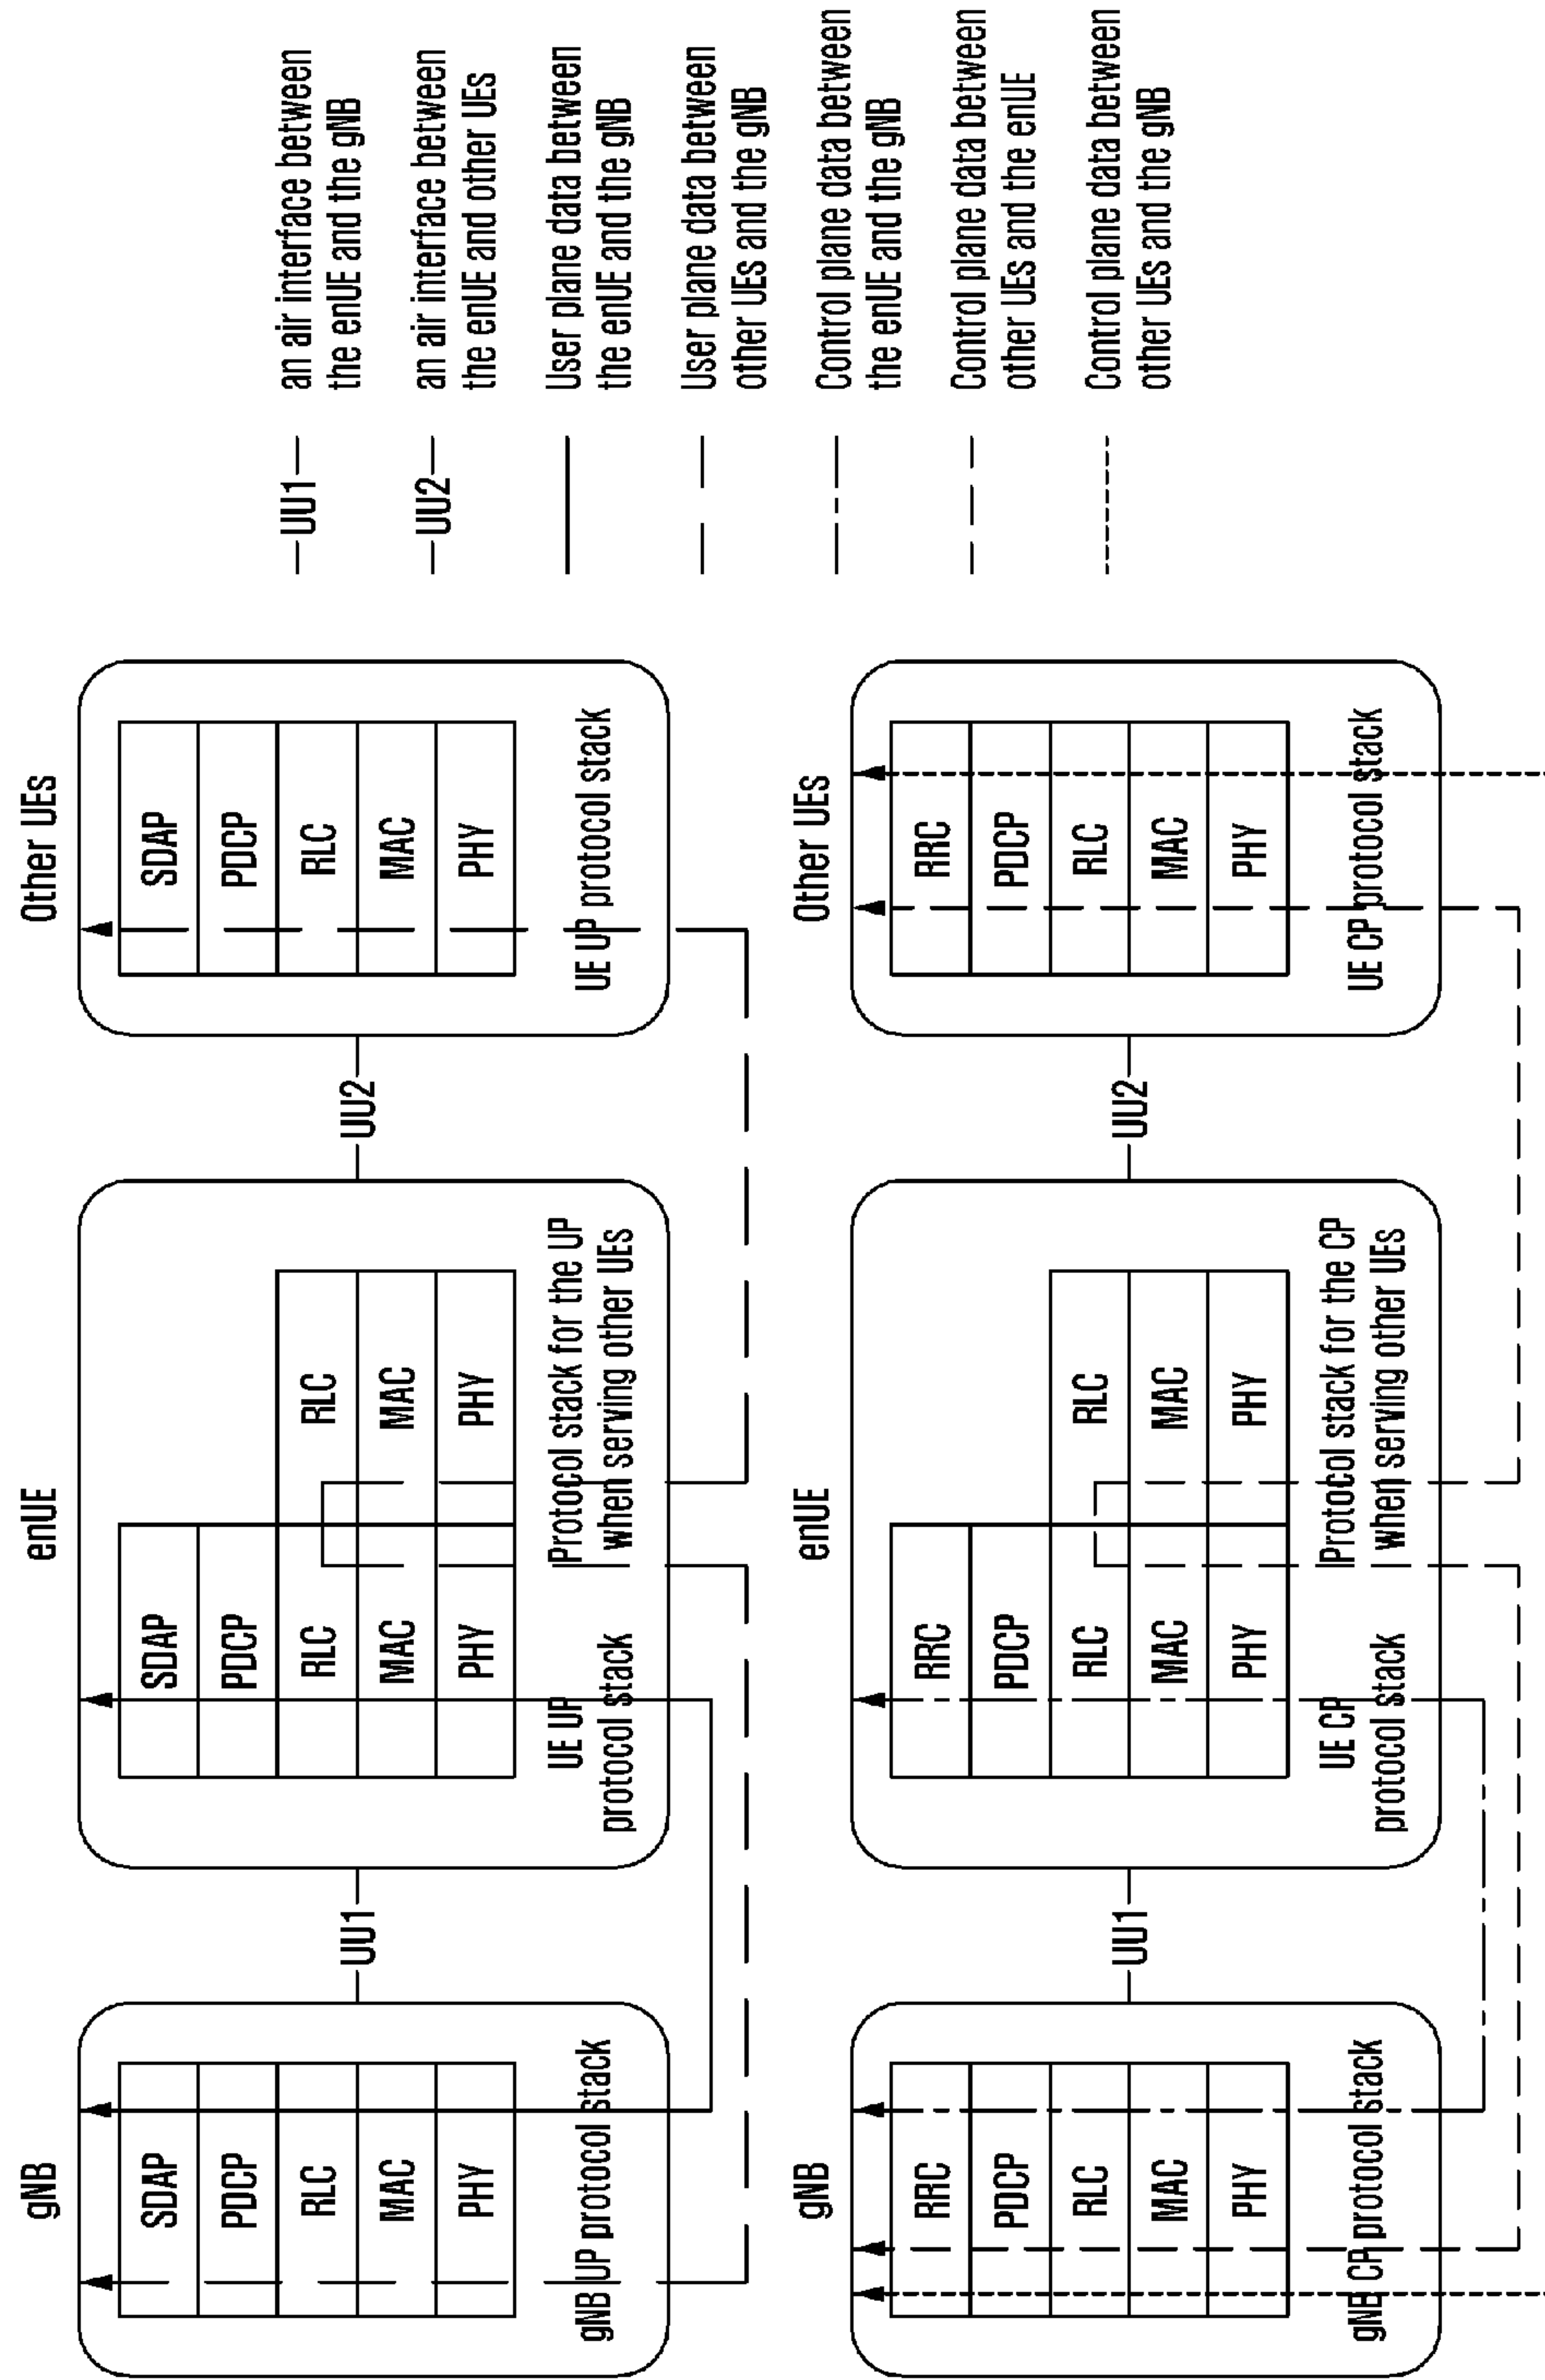 gNB
SDAP
PDCP
RLC
MAC
PHY
gNB UP protocol stack
UU1
enUE
SDAP
PDCP
RLC
MAC
PHY
UE UP
protocol stack
RLC
MAC
PHY
Protocol stack for the UP
when serving other UEs
UU2
Other UEs
SDAP
PDCP
RLC
MAC
PHY
UE UP protocol stack
gNB
RRC
PDCP
RLC
MAC
PHY
gNB CP protocol stack
UU1
enUE
RRC
PDCP
RLC
MAC
PHY
UE CP
protocol stack
RLC
MAC
PHY
Protocol stack for the CP
when serving other UEs
UU2
Other UEs
RRC
PDCP
RLC
MAC
PHY
UE CP protocol stack
UU1
an air interface between
the enUE and the gNB
UU2
an air interface between
the enUE and other UEs
User plane data between
the enUE and the gNB
User plane data between
other UEs and the gNB
Control plane data between
the enUE and the gNB
Control plane data between
other UEs and the enUE
Control plane data between
other UEs and the gNB